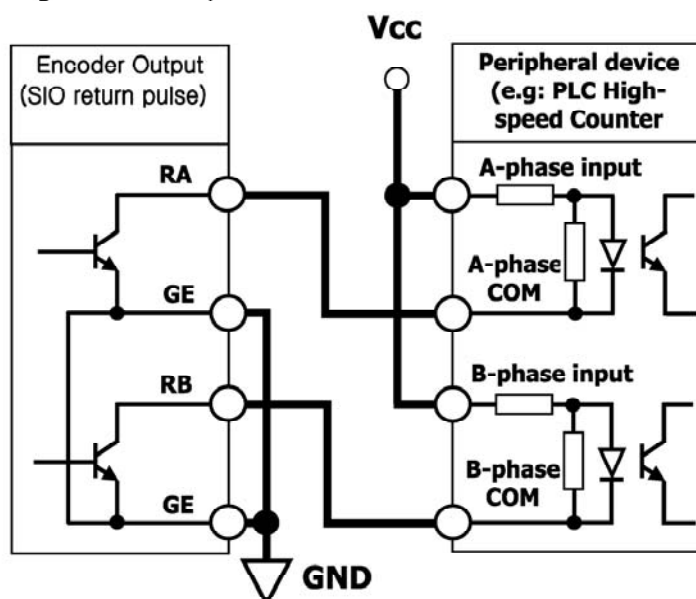 Vcc
Encoder Output
(SIO return pulse)
Peripheral device
(e.g: PLC High-
speed Counter
RA
A-phase input
A-phase
COM
GE
RB
B-phase input
B-phase
COM
GE
GND